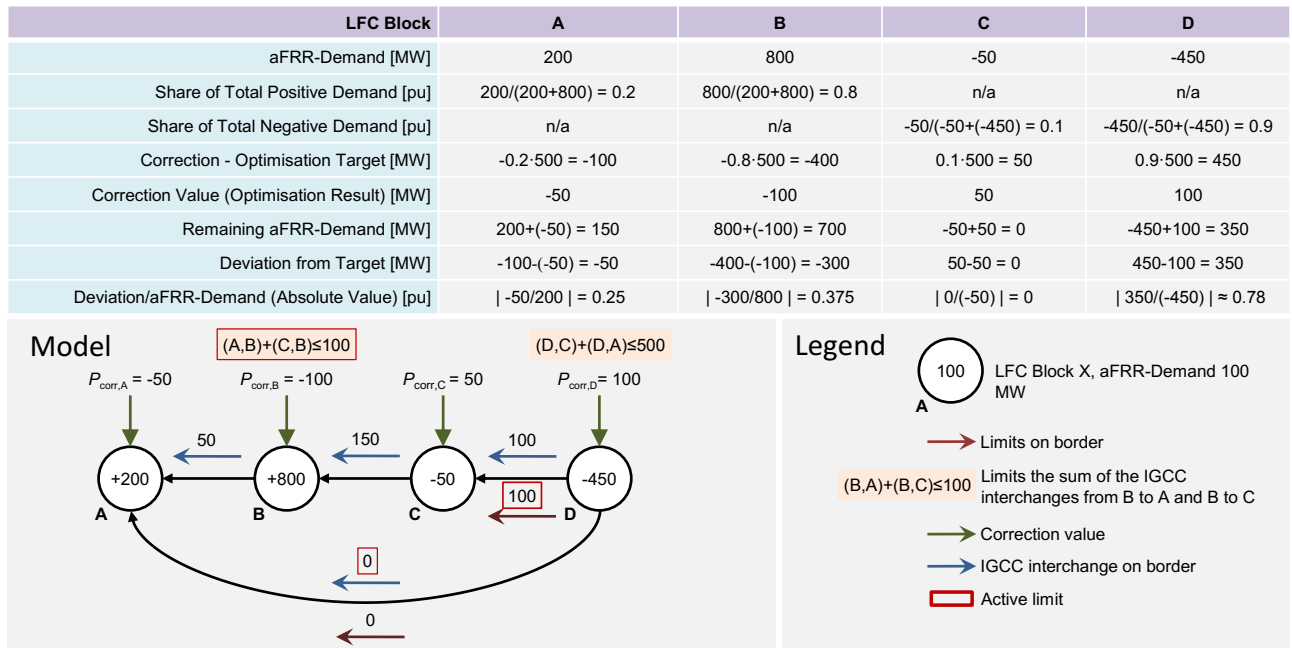 LFC Block A B C D
aFRR-Demand [MW] 200 800 -50 -450
Share of Total Positive Demand [pu] 200/(200+800) = 0.2 800/(200+800) = 0.8 n/a n/a
Share of Total Negative Demand [pu] n/a n/a -50/(-50+(-450) = 0.1 -450/(-50+(-450) = 0.9
Correction - Optimisation Target [MW] -0.2·500 = -100 -0.8·500 = -400 0.1·500 = 50 0.9·500 = 450
Correction Value (Optimisation Result) [MW] -50 -100 50 100
Remaining aFRR-Demand [MW] 200+(-50) = 150 800+(-100) = 700 -50+50 = 0 -450+100 = 350
Deviation from Target [MW] -100-(-50) = -50 -400-(-100) = -300 50-50 = 0 450-100 = 350
Deviation/aFRR-Demand (Absolute Value) [pu] | -50/200 | = 0.25 | -300/800 | = 0.375 | 0/(-50) | = 0 | 350/(-450) | ≈ 0.78
Model
(A,B)+(C,B)≤100 (D,C)+(D,A)≤500
Pcorr,A = -50 Pcorr,B = -100 Pcorr,C = 50 Pcorr,D = 100
50 150 100
+200 +800 -50 -450
100
A B C D
0
0
Legend
100
LFC Block X, aFRR-Demand 100
MW
A
Limits on border
(B,A)+(B,C)≤100
Limits the sum of the IGCC
interchanges from B to A and B to C
Correction value
IGCC interchange on border
Active limit